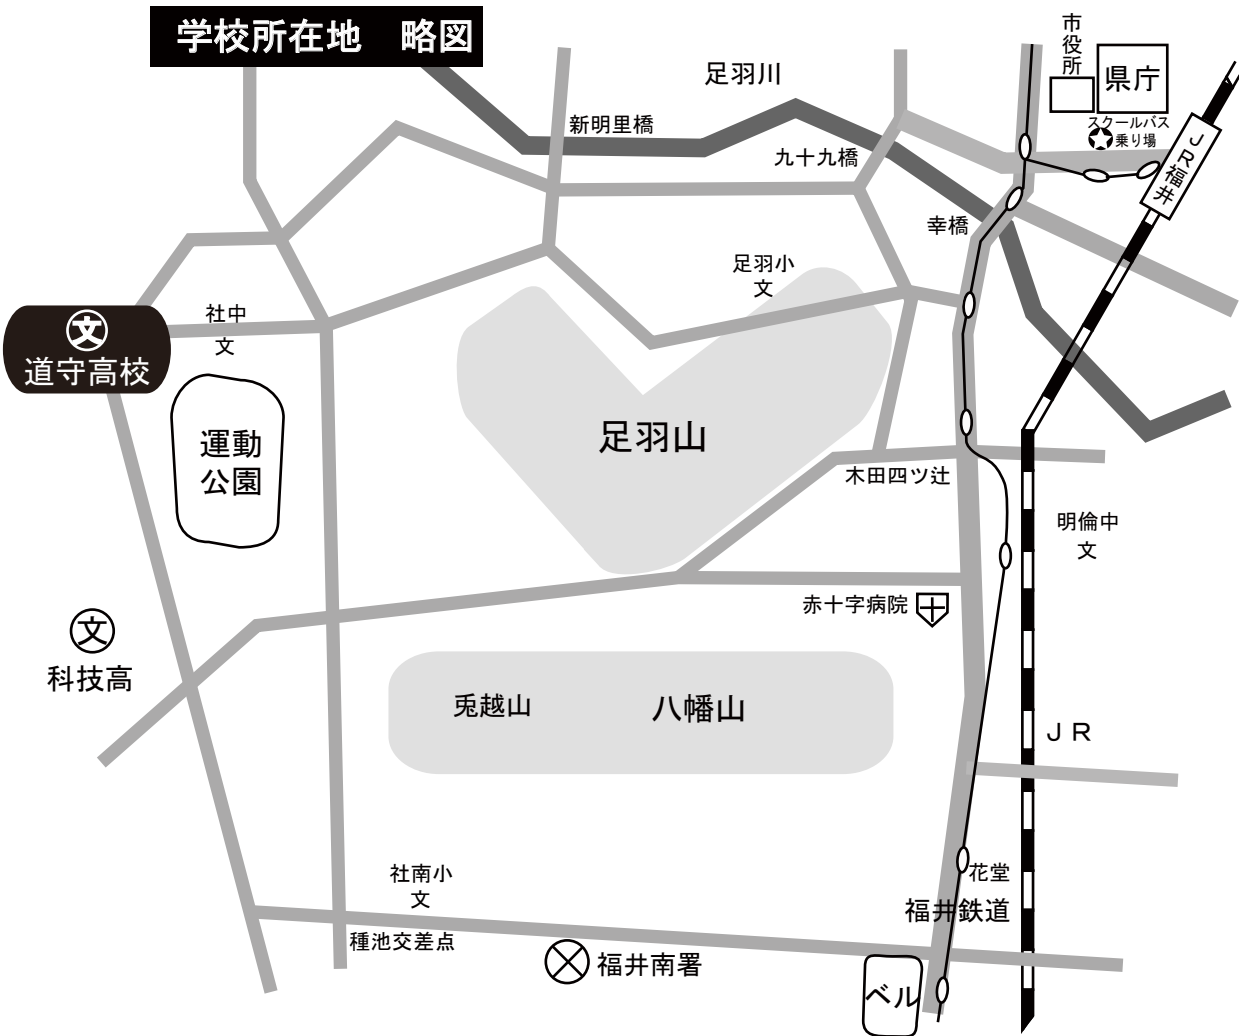 学校所在地　略図
市役所
県庁
足羽川
スクールバス
乗り場
新明里橋
JR福井
九十九橋
幸橋
足羽小
文
社中
文
文
道守高校
足羽山
運動
公園
木田四ツ辻
明倫中
文
赤十字病院
文
科技高
兎越山
八幡山
JR
社南小
文
花堂
福井鉄道
種池交差点
福井南署
ベル